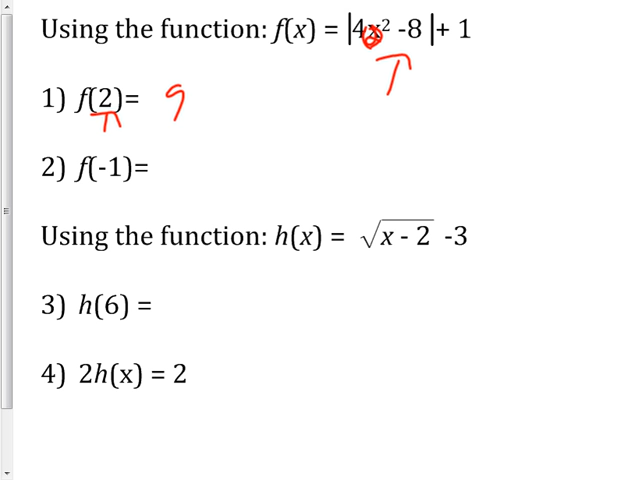 Using the function: f(x) = |4x² -8 |+ 1
1) f(2)= 9
2) f(-1)=
Using the function: h(x) = √x - 2 -3
3) h(6) =
4) 2h(x) = 2